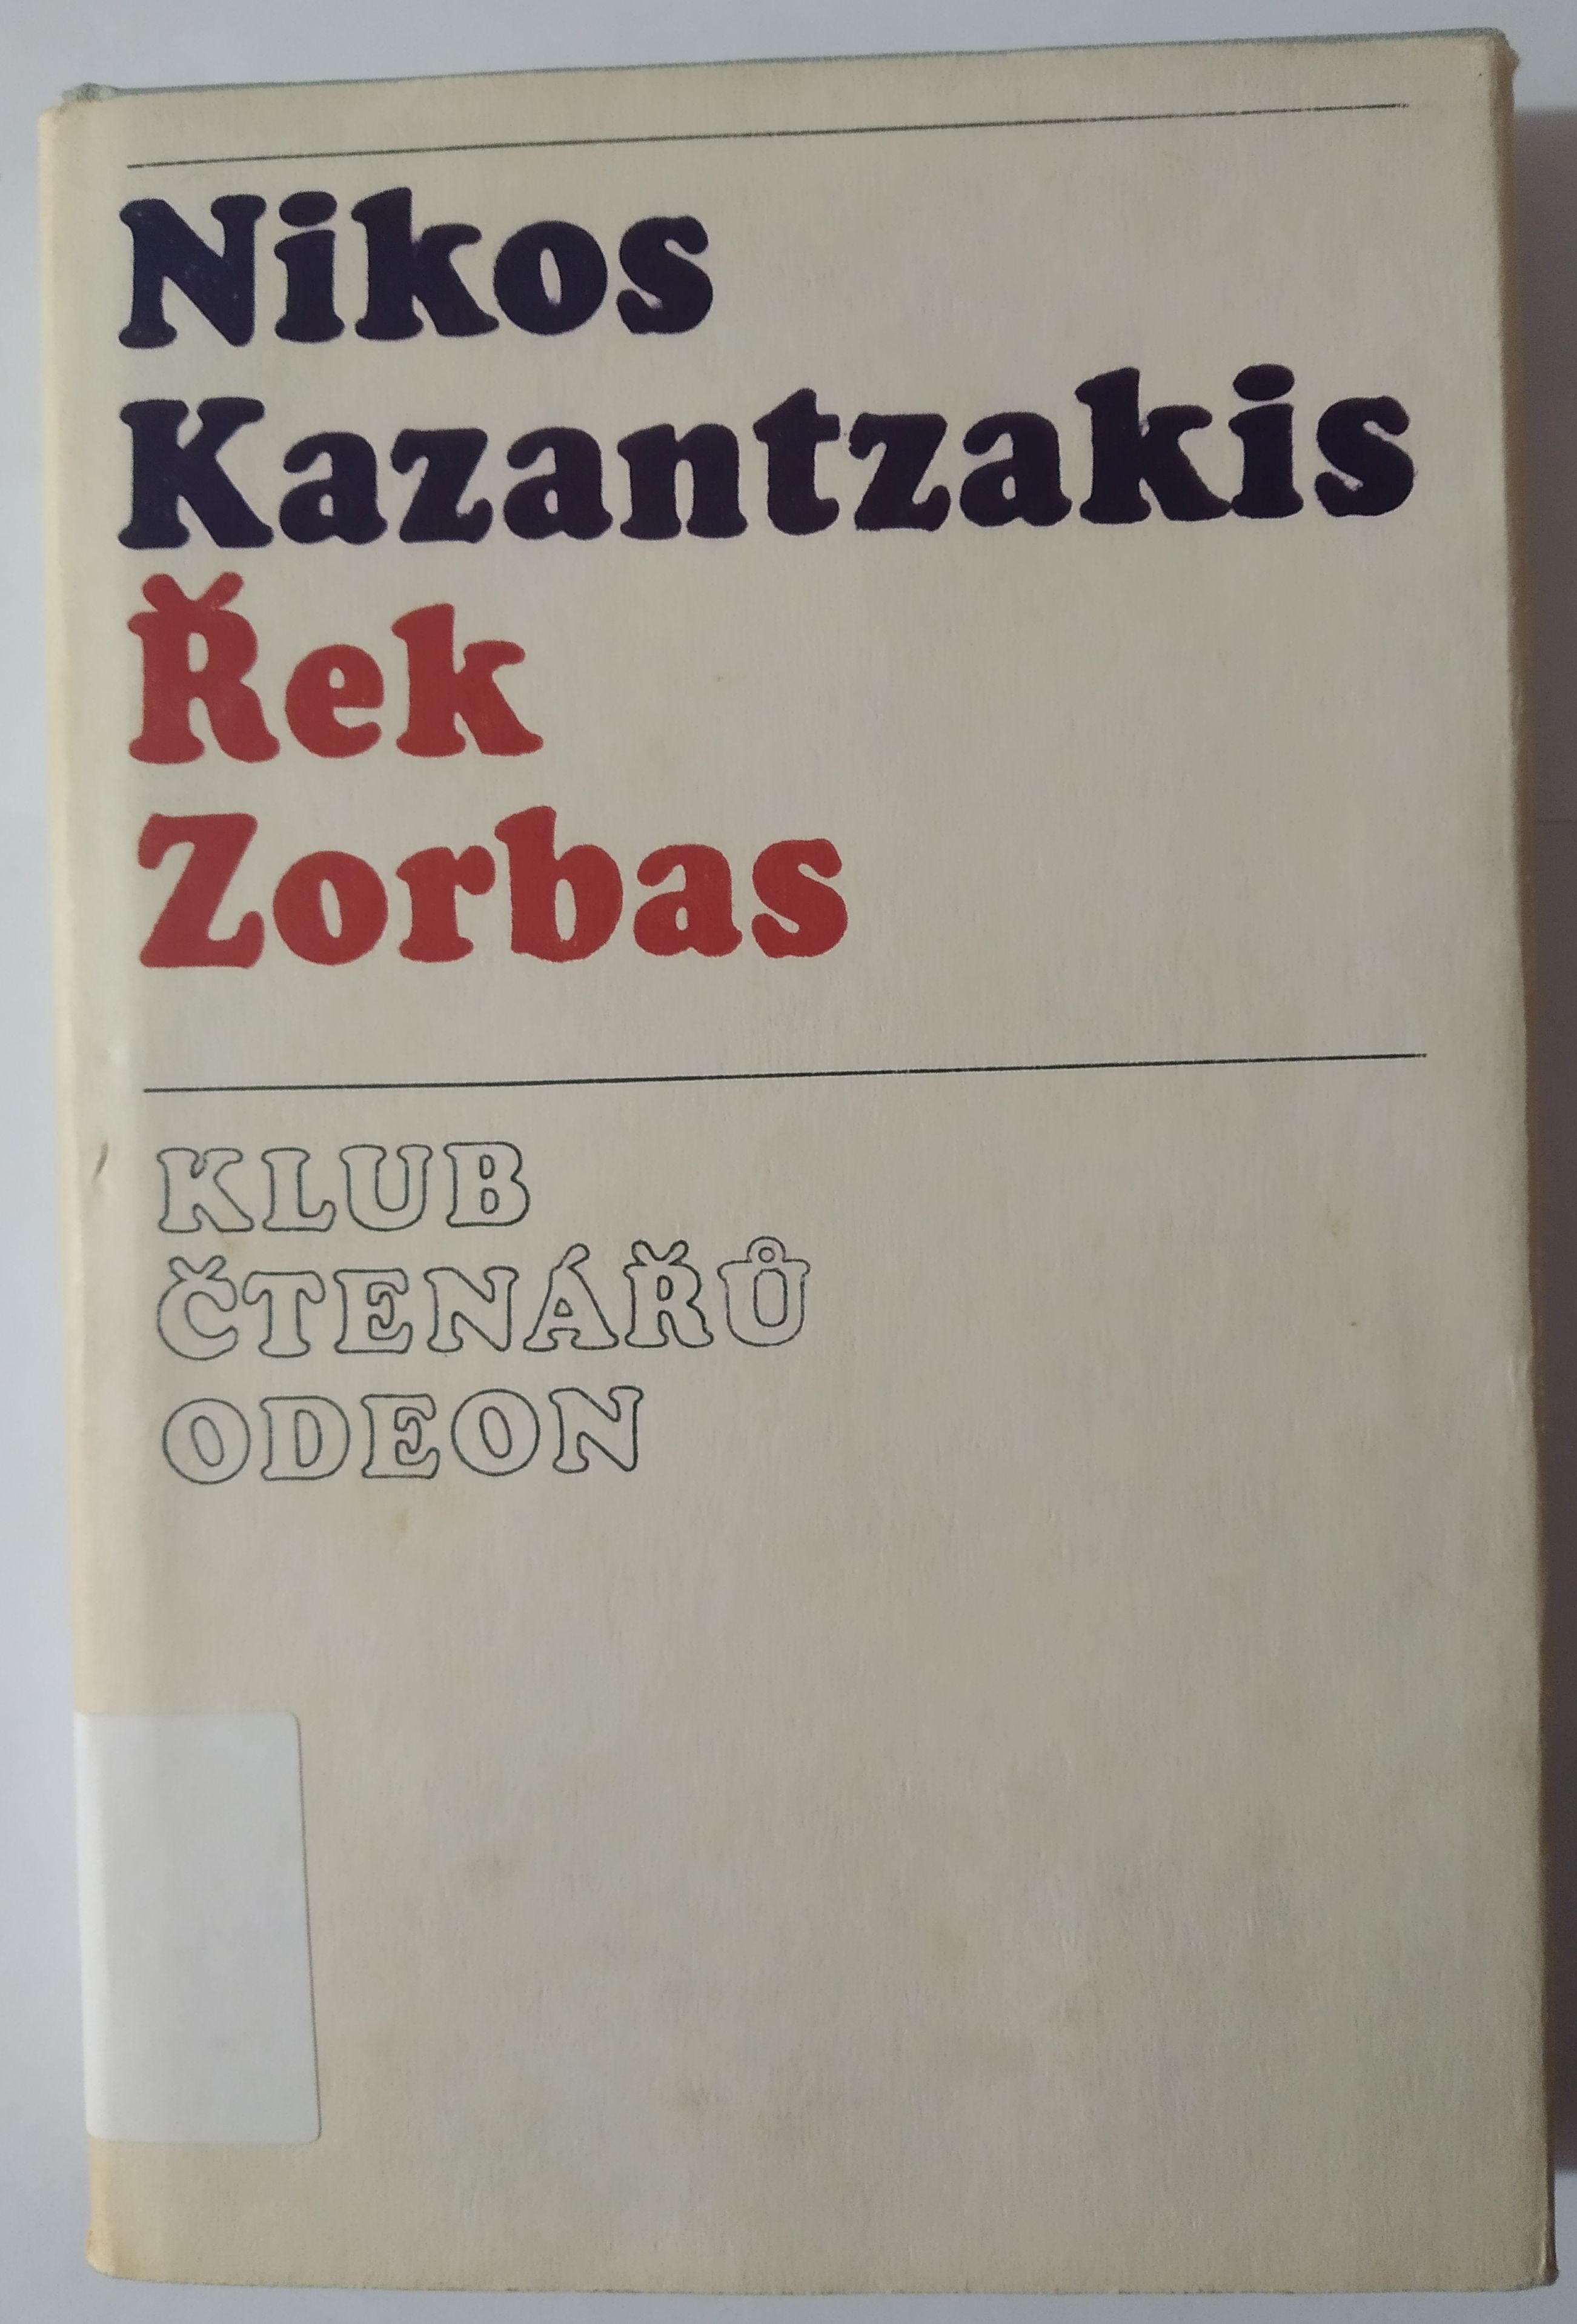 Nikos
Kazantzakis
Řek
Zorbas
KLUB
ČTENÁŘŮ
ODEON